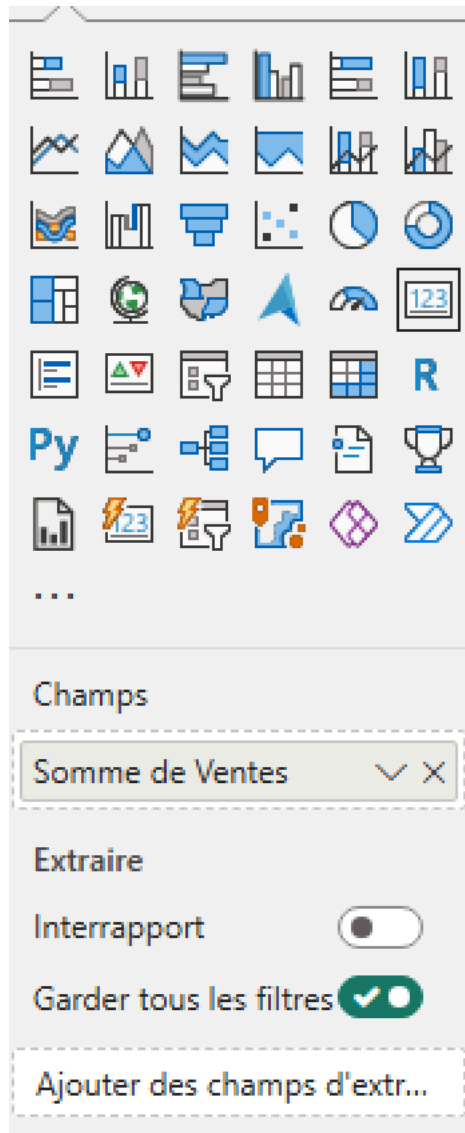 123
R
Py
123
...
Champs
Somme de Ventes
Extraire
Interrapport
Garder tous les filtres
Ajouter des champs d'extr...